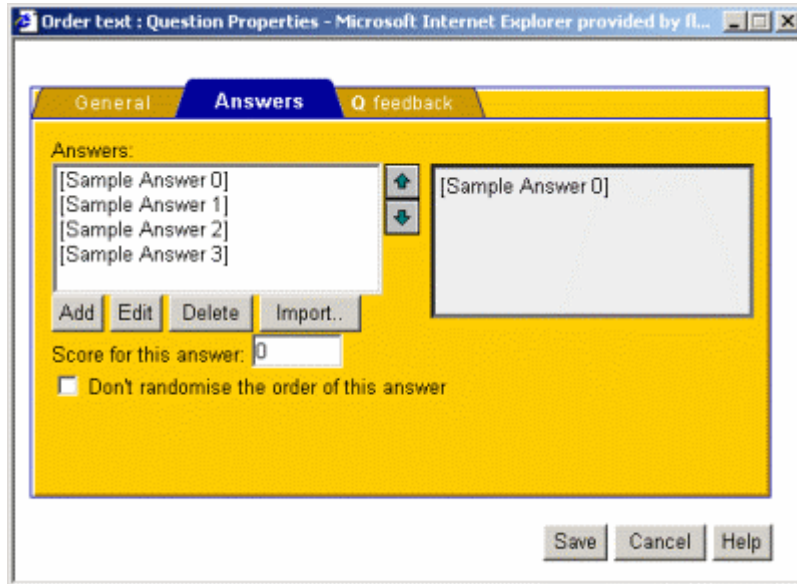 Order text : Question Properties - Microsoft Internet Explorer provided by fl...
General Answers Q feedback
Answers:
[Sample Answer 0]
[Sample Answer 1]
[Sample Answer 2]
[Sample Answer 3]
[Sample Answer 0]
Add Edit Delete Import..
Score for this answer: 0
Don't randomise the order of this answer
Save Cancel Help